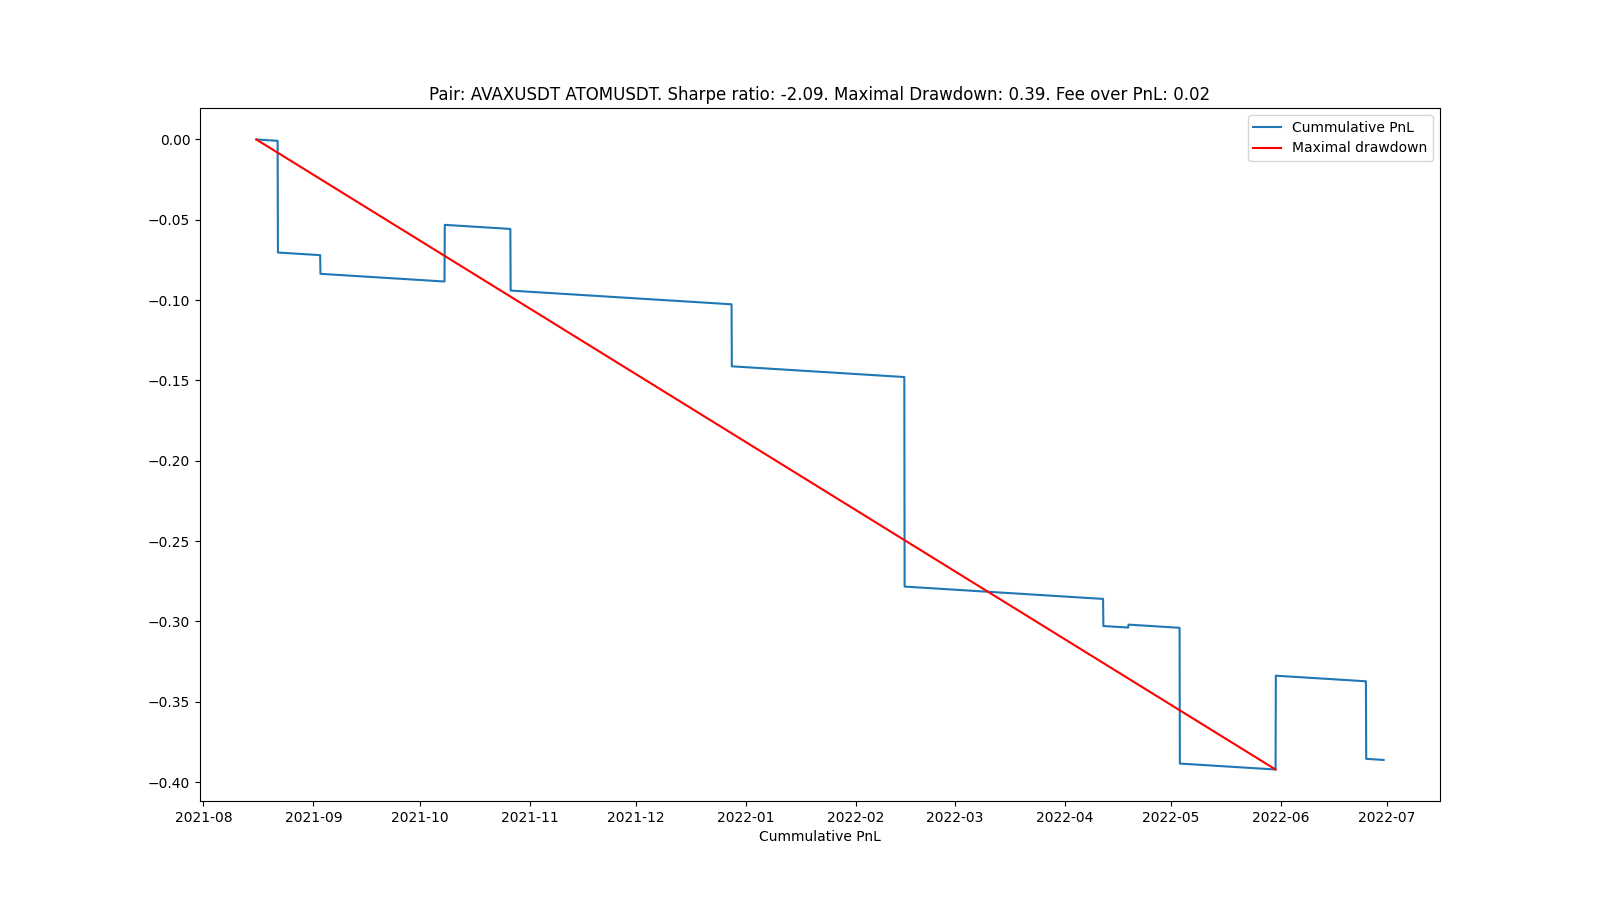 Pair: AVAXUSDT ATOMUSDT. Sharpe ratio: -2.09. Maximal Drawdown: 0.39. Fee over PnL: 0.02
Cummulative PnL
Maximal drawdown
0.00
−0.05
−0.10
−0.15
−0.20
−0.25
−0.30
−0.35
−0.40
2021-08 2021-09 2021-10 2021-11 2021-12 2022-01 2022-02 2022-03 2022-04 2022-05 2022-06 2022-07
Cummulative PnL